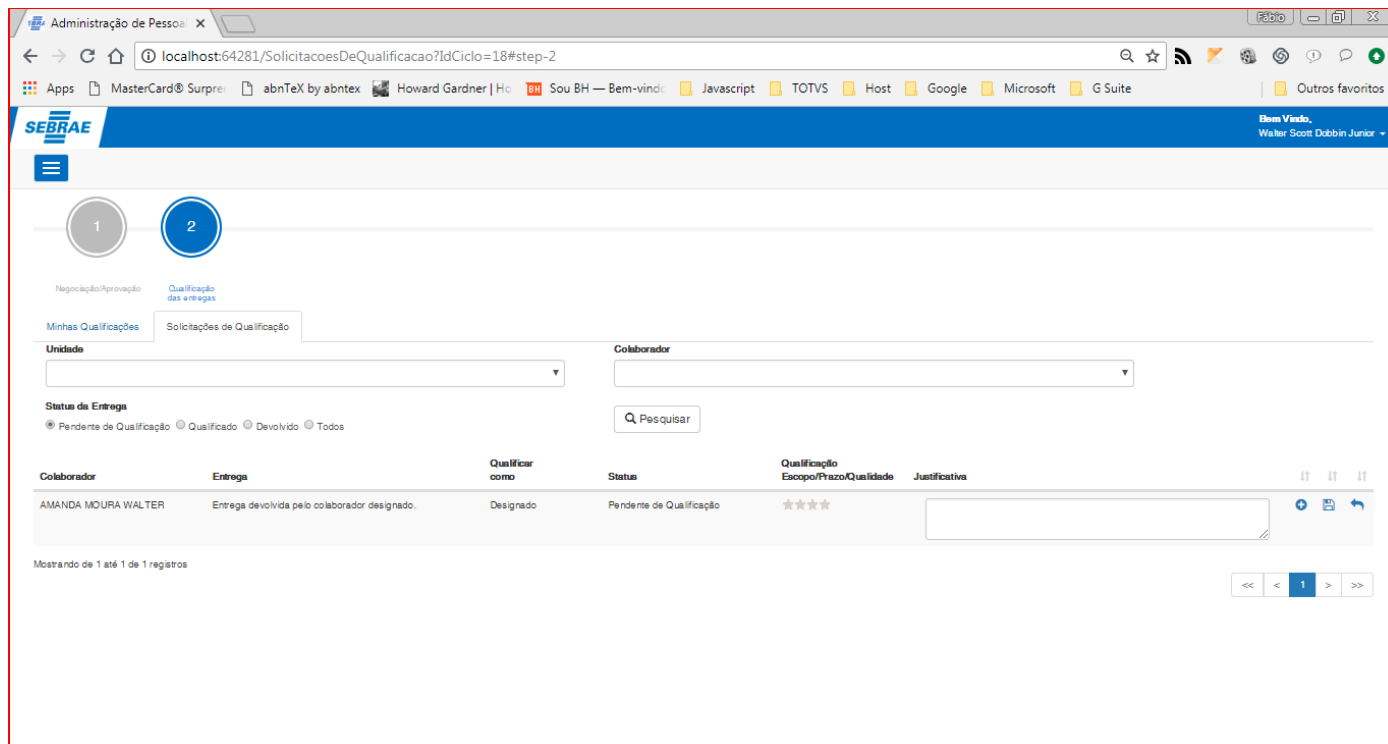 Administração de Pessoa
Fábio
localhost:64281/SolicitacoesDeQualificacao?IdCiclo=18#step-2
Apps MasterCard® Surpre abnTeX by abntex Howard Gardner | Ho BH Sou BH — Bem-vindo Javascript TOTVS Host Google Microsoft G Suite Outros favoritos
SEBRAE
Bem Vindo,
Walter Scott Dobbin Junior
1 2
Negociação/Aprovação Qualificação
das entregas
Minhas Qualificações Solicitações de Qualificação
Unidade Colaborador
Status da Entrega
Pendente de Qualificação Qualificado Devolvido Todos
Pesquisar
Colaborador Entrega Qualificar como Status Qualificação Escopo/Prazo/Qualidade Justificativa
AMANDA MOURA WALTER Entrega devolvida pelo colaborador designado. Designado Pendente de Qualificação
Mostrando de 1 até 1 de 1 registros
<< < 1 > >>